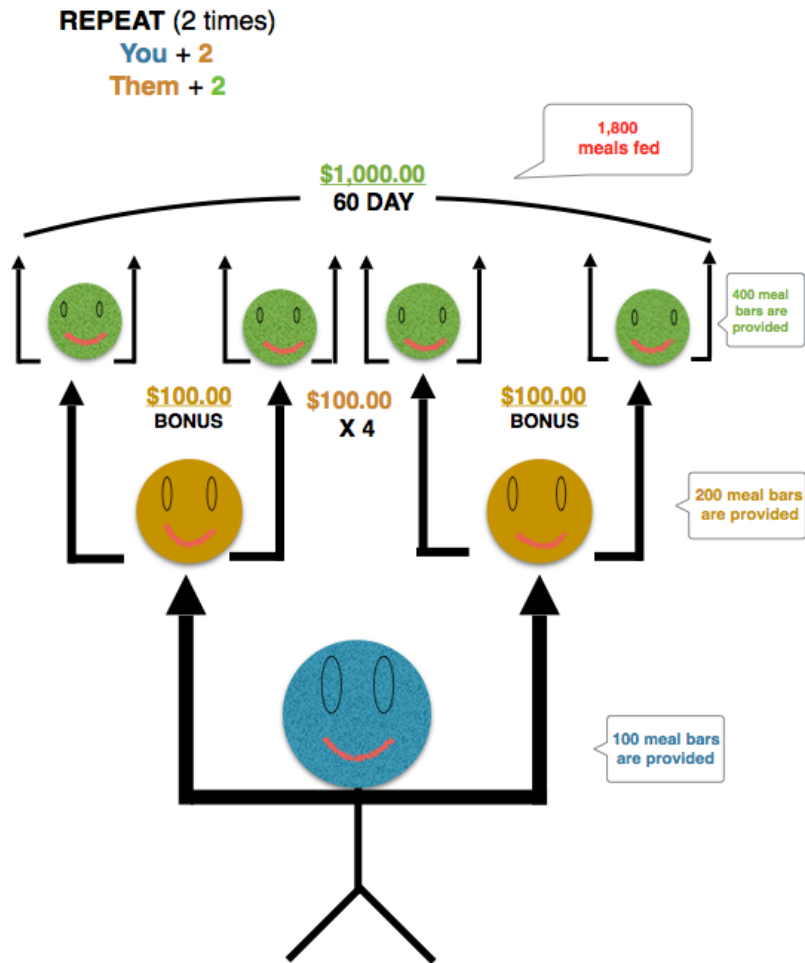 REPEAT (2 times)
You + 2
Them + 2
1,800
meals fed
$1,000.00
60 DAY
400 meal
bars are
provided
$100.00
BONUS
$100.00
X 4
$100.00
BONUS
200 meal bars
are provided
100 meal bars
are provided